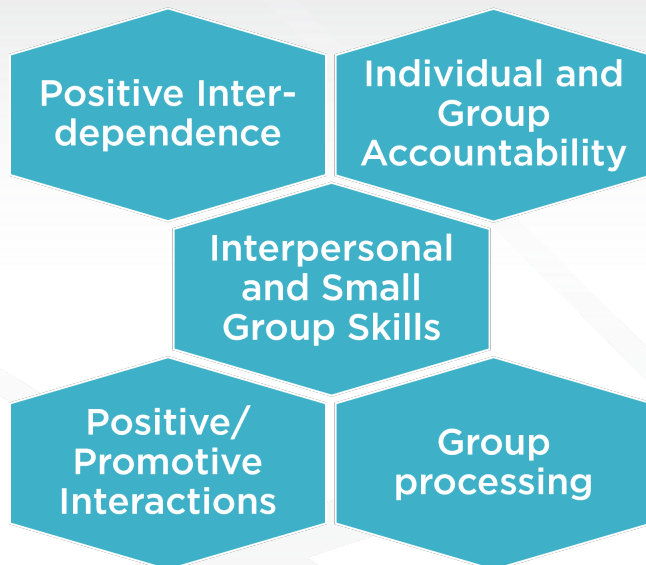 Positive Inter-
dependence
Individual and
Group
Accountability
Interpersonal
and Small
Group Skills
Positive/
Promotive
Interactions
Group
processing